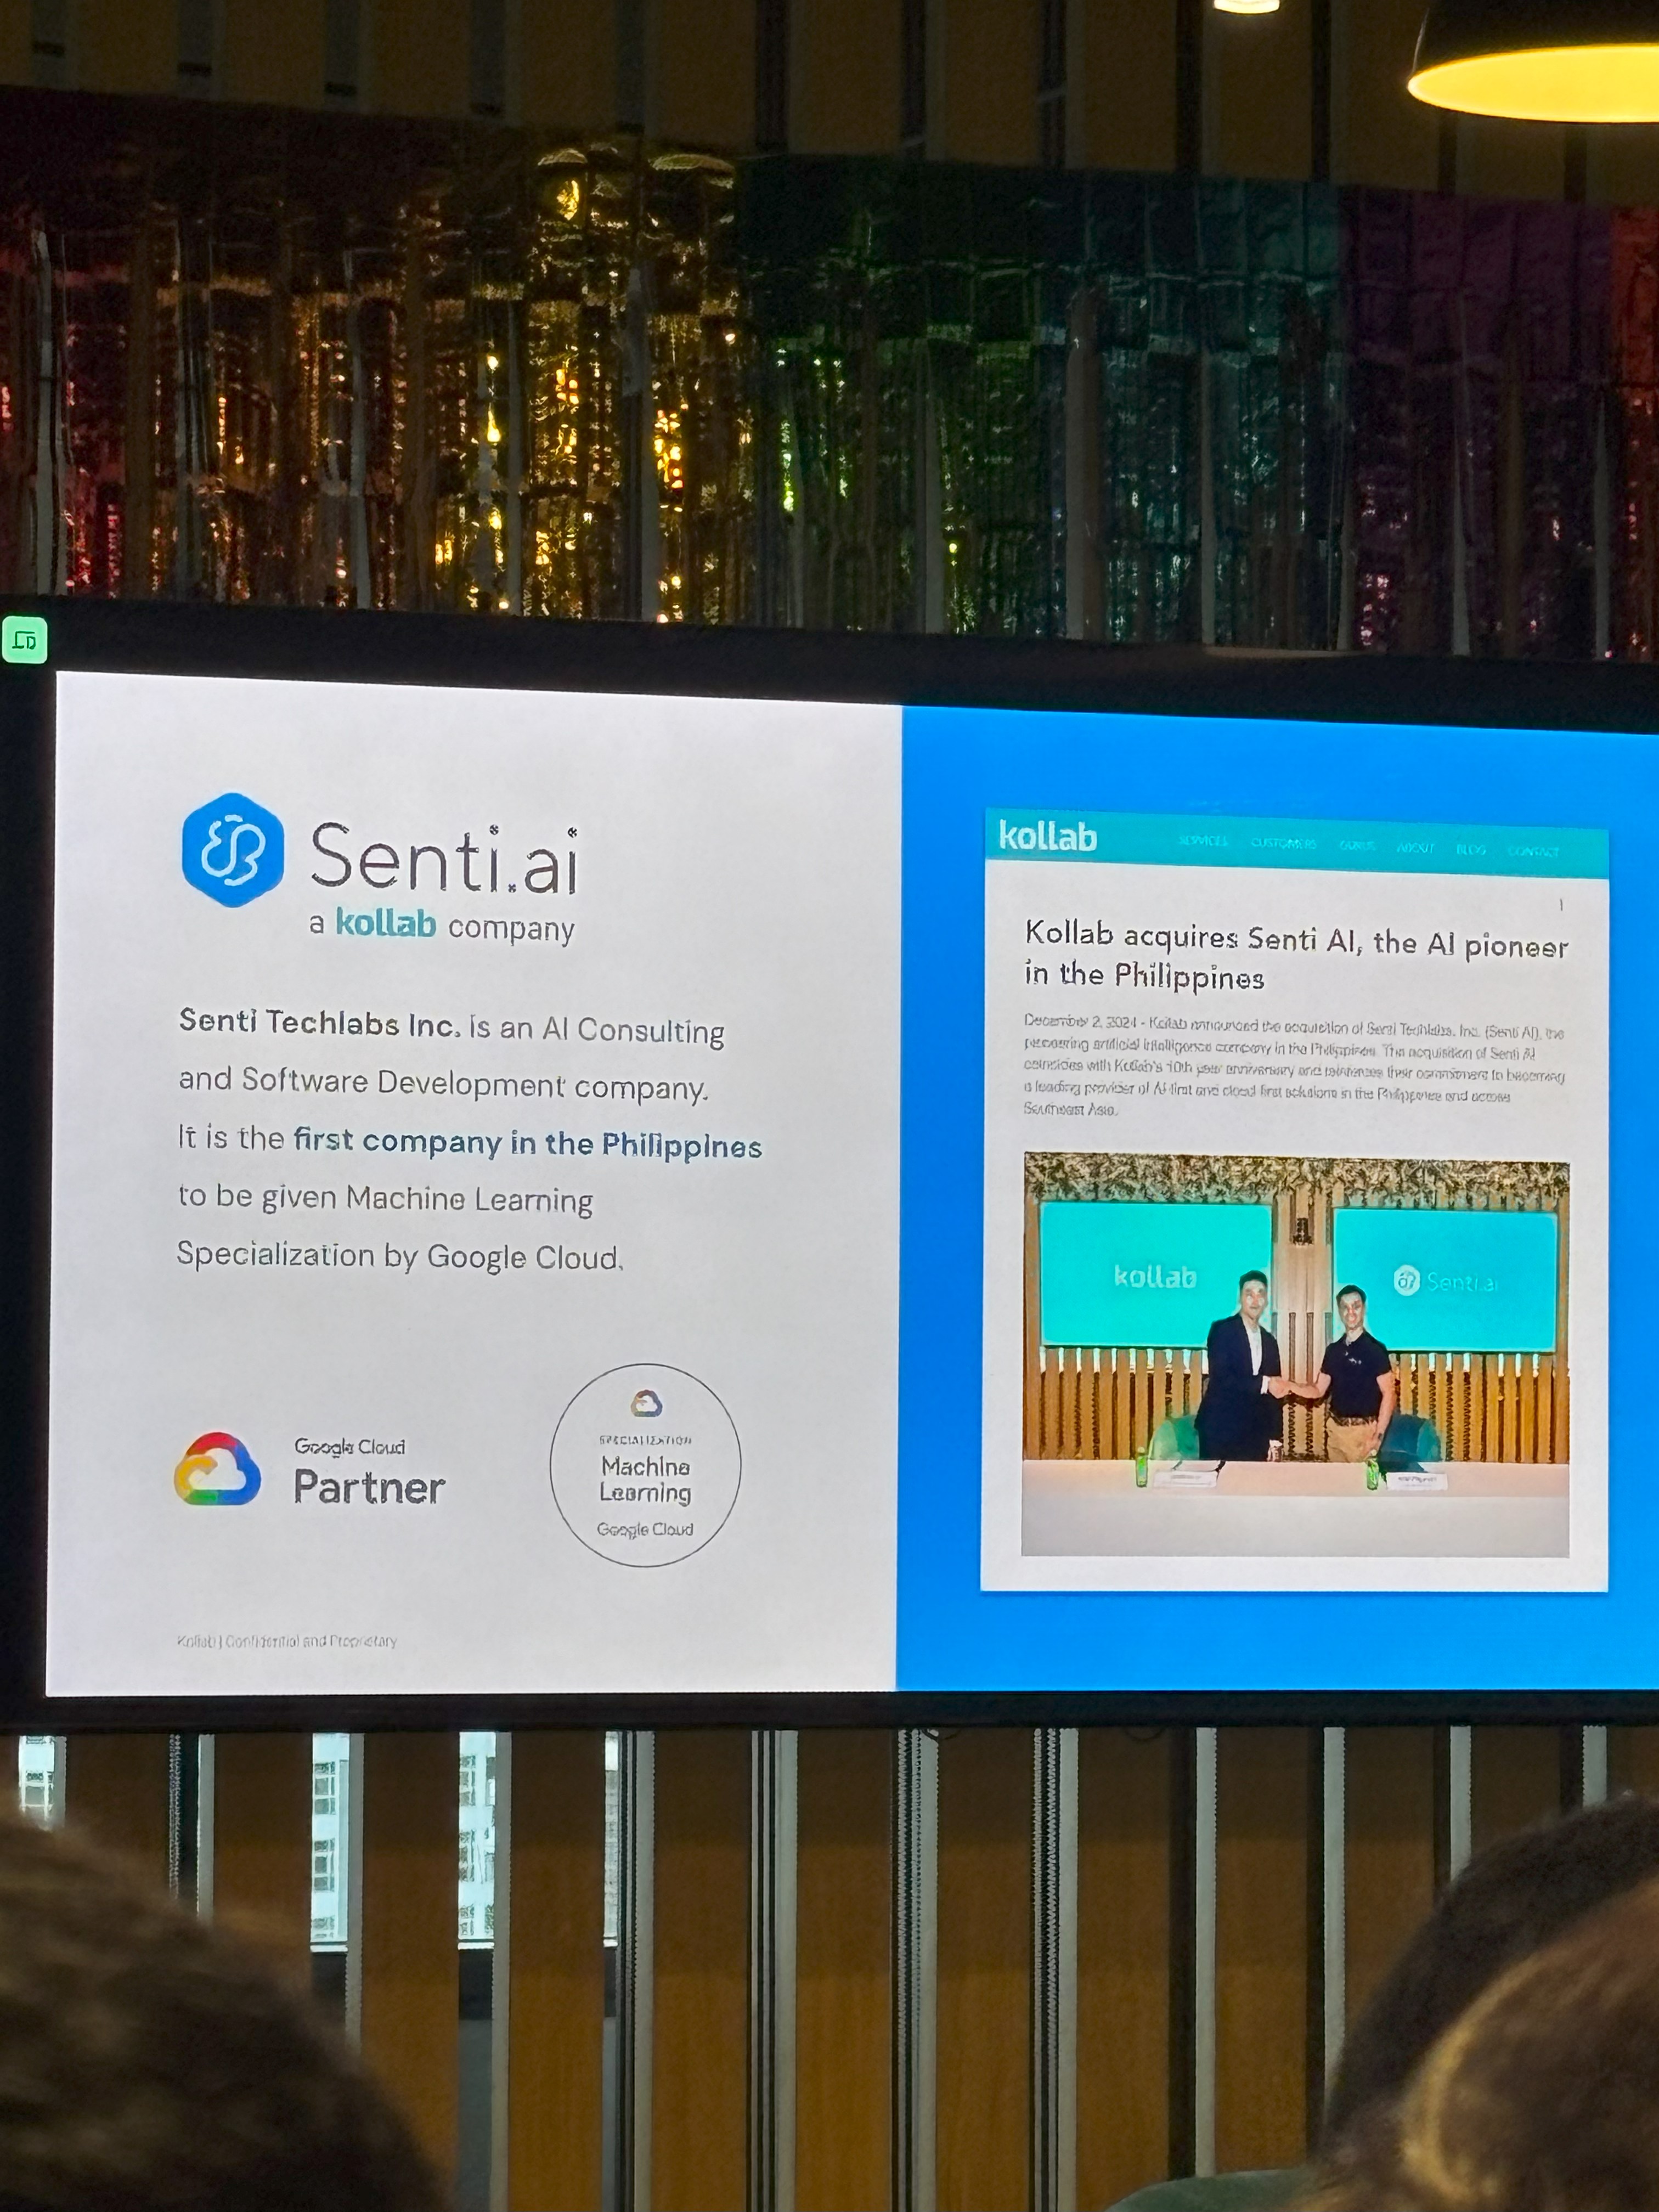 Senti.ai
a kollab company
Senti Techlabs Inc. is an AI Consulting
and Software Development company.
It is the first company in the Philippines
to be given Machine Learning
Specialization by Google Cloud.
Google Cloud
Partner
SPECIALIZATION
Machine
Learning
Google Cloud
Kollab | Confidential and Proprietary
kollab
SERVICES CUSTOMERS ABOUT BLOG CONTACT
Kollab acquires Senti AI, the AI pioneer
in the Philippines
December 2, 2024 - Kollab announced the acquisition of Senti Techlabs, Inc. (Senti AI), the
pioneering artificial intelligence company in the Philippines. The acquisition of Senti AI
coincides with Kollab's 10th year anniversary and reinforces their commitment to becoming
a leading provider of AI-first and cloud-first solutions in the Philippines and across
Southeast Asia.
kollab
Senti.ai